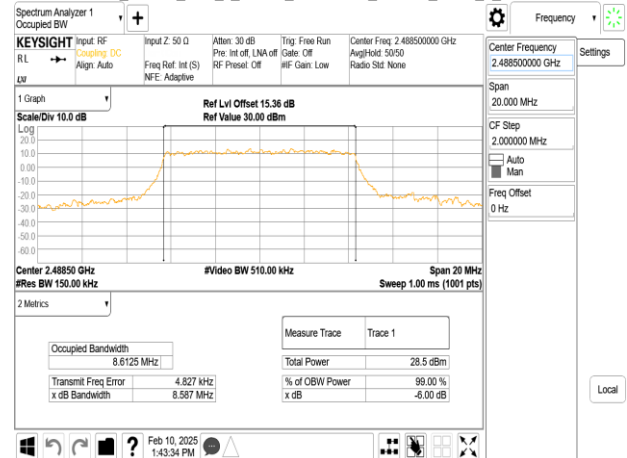 Spectrum Analyzer 1
Occupied BW
Frequency
KEYSIGHT
RL
LXI
Input: RF
Coupling: DC
Align: Auto
Input Z: 50 Ω
Freq Ref: Int (S)
NFE: Adaptive
Atten: 30 dB
Pre: Int off, LNA off
RF Presel: Off
Trig: Free Run
Gate: Off
#IF Gain: Low
Center Freq: 2.488500000 GHz
Avg|Hold: 50/50
Radio Std: None
Center Frequency
2.488500000 GHz
Settings
Span
20.000 MHz
CF Step
2.000000 MHz
Auto
Man
Freq Offset
0 Hz
Local
1 Graph
Scale/Div 10.0 dB
Ref Lvl Offset 15.36 dB
Ref Value 30.00 dBm
Log
20.0
10.0
0.00
-10.0
-20.0
-30.0
-40.0
-50.0
-60.0
Center 2.48850 GHz
#Video BW 510.00 kHz
Span 20 MHz
#Res BW 150.00 kHz
Sweep 1.00 ms (1001 pts)
2 Metrics
Measure Trace Trace 1
Occupied Bandwidth
8.6125 MHz
Total Power 28.5 dBm
Transmit Freq Error 4.827 kHz
% of OBW Power 99.00 %
x dB Bandwidth 8.587 MHz
x dB -6.00 dB
Feb 10, 2025
1:43:34 PM